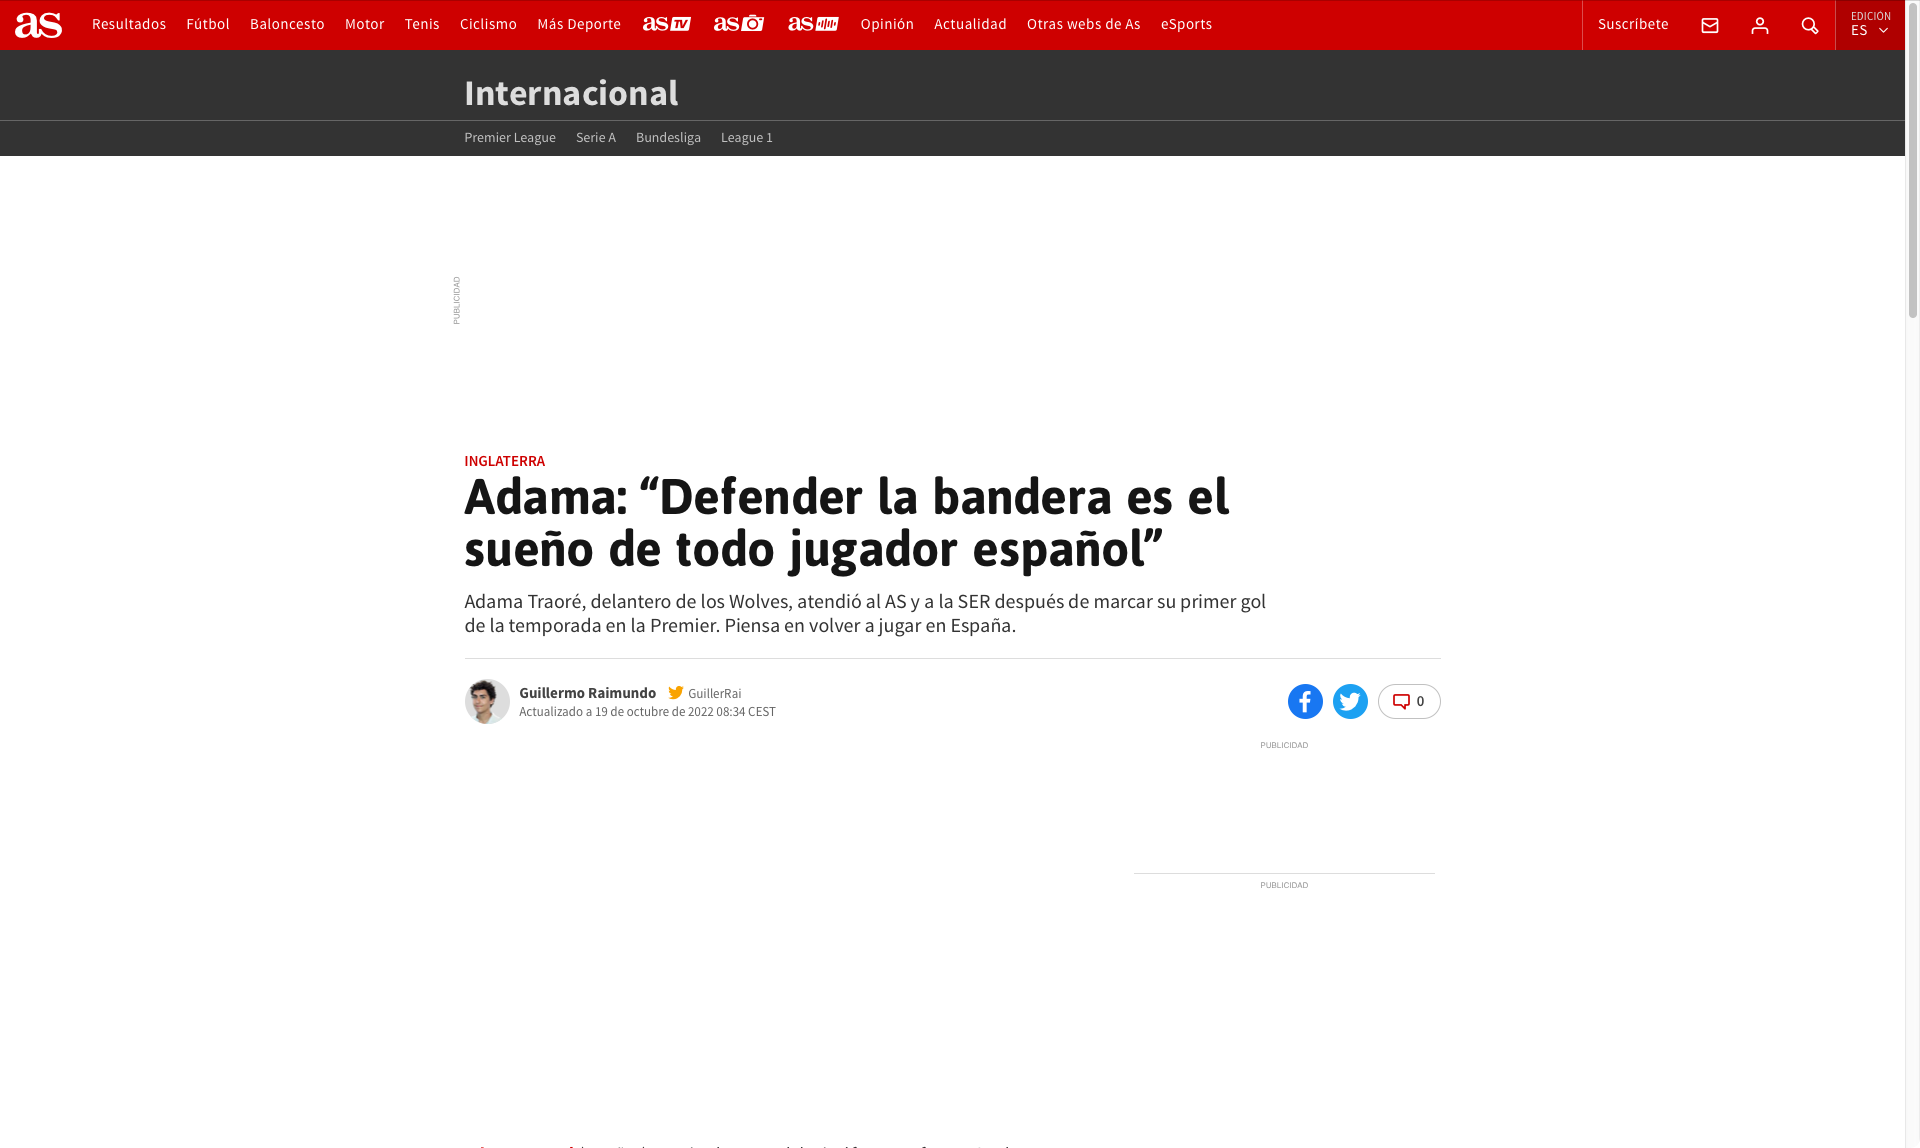 as Resultados Fútbol Baloncesto Motor Tenis Ciclismo Más Deporte as TV as as Opinión Actualidad Otras webs de As eSports Suscríbete EDICIÓN
ES
Internacional
Premier League Serie A Bundesliga League 1
PUBLICIDAD
INGLATERRA
Adama: “Defender la bandera es el
sueño de todo jugador español”
Adama Traoré, delantero de los Wolves, atendió al AS y a la SER después de marcar su primer gol
de la temporada en la Premier. Piensa en volver a jugar en España.
Guillermo Raimundo GuillerRai
Actualizado a 19 de octubre de 2022 08:34 CEST
0
PUBLICIDAD
PUBLICIDAD